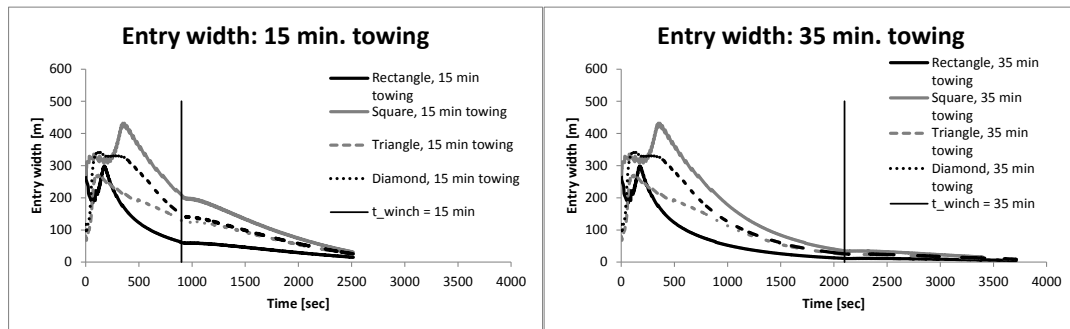 Entry width: 15 min. towing
600
500
400
300
200
100
0
Entry width [m]
0
500
1000
1500
2000
2500
3000
3500
4000
Time [sec]
Rectangle, 15 min
towing
Square, 15 min towing
Triangle, 15 min towing
Diamond, 15 min towing
t_winch = 15 min
Entry width: 35 min. towing
600
500
400
300
200
100
0
Entry width [m]
0
500
1000
1500
2000
2500
3000
3500
4000
Time [sec]
Rectangle, 35 min
towing
Square, 35 min
towing
Triangle, 35 min
towing
Diamond, 35 min
towing
t_winch = 35 min